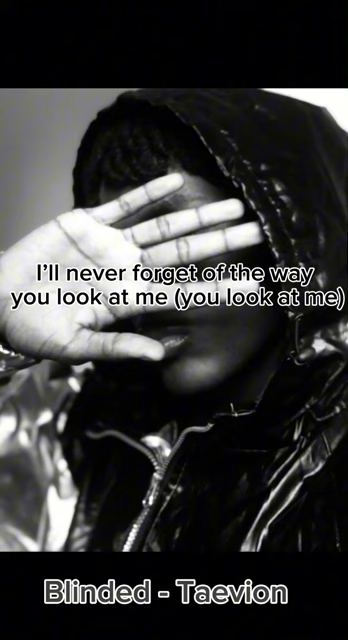 I'll never forget of the way
you look at me (you look at me)
Blinded - Taevion